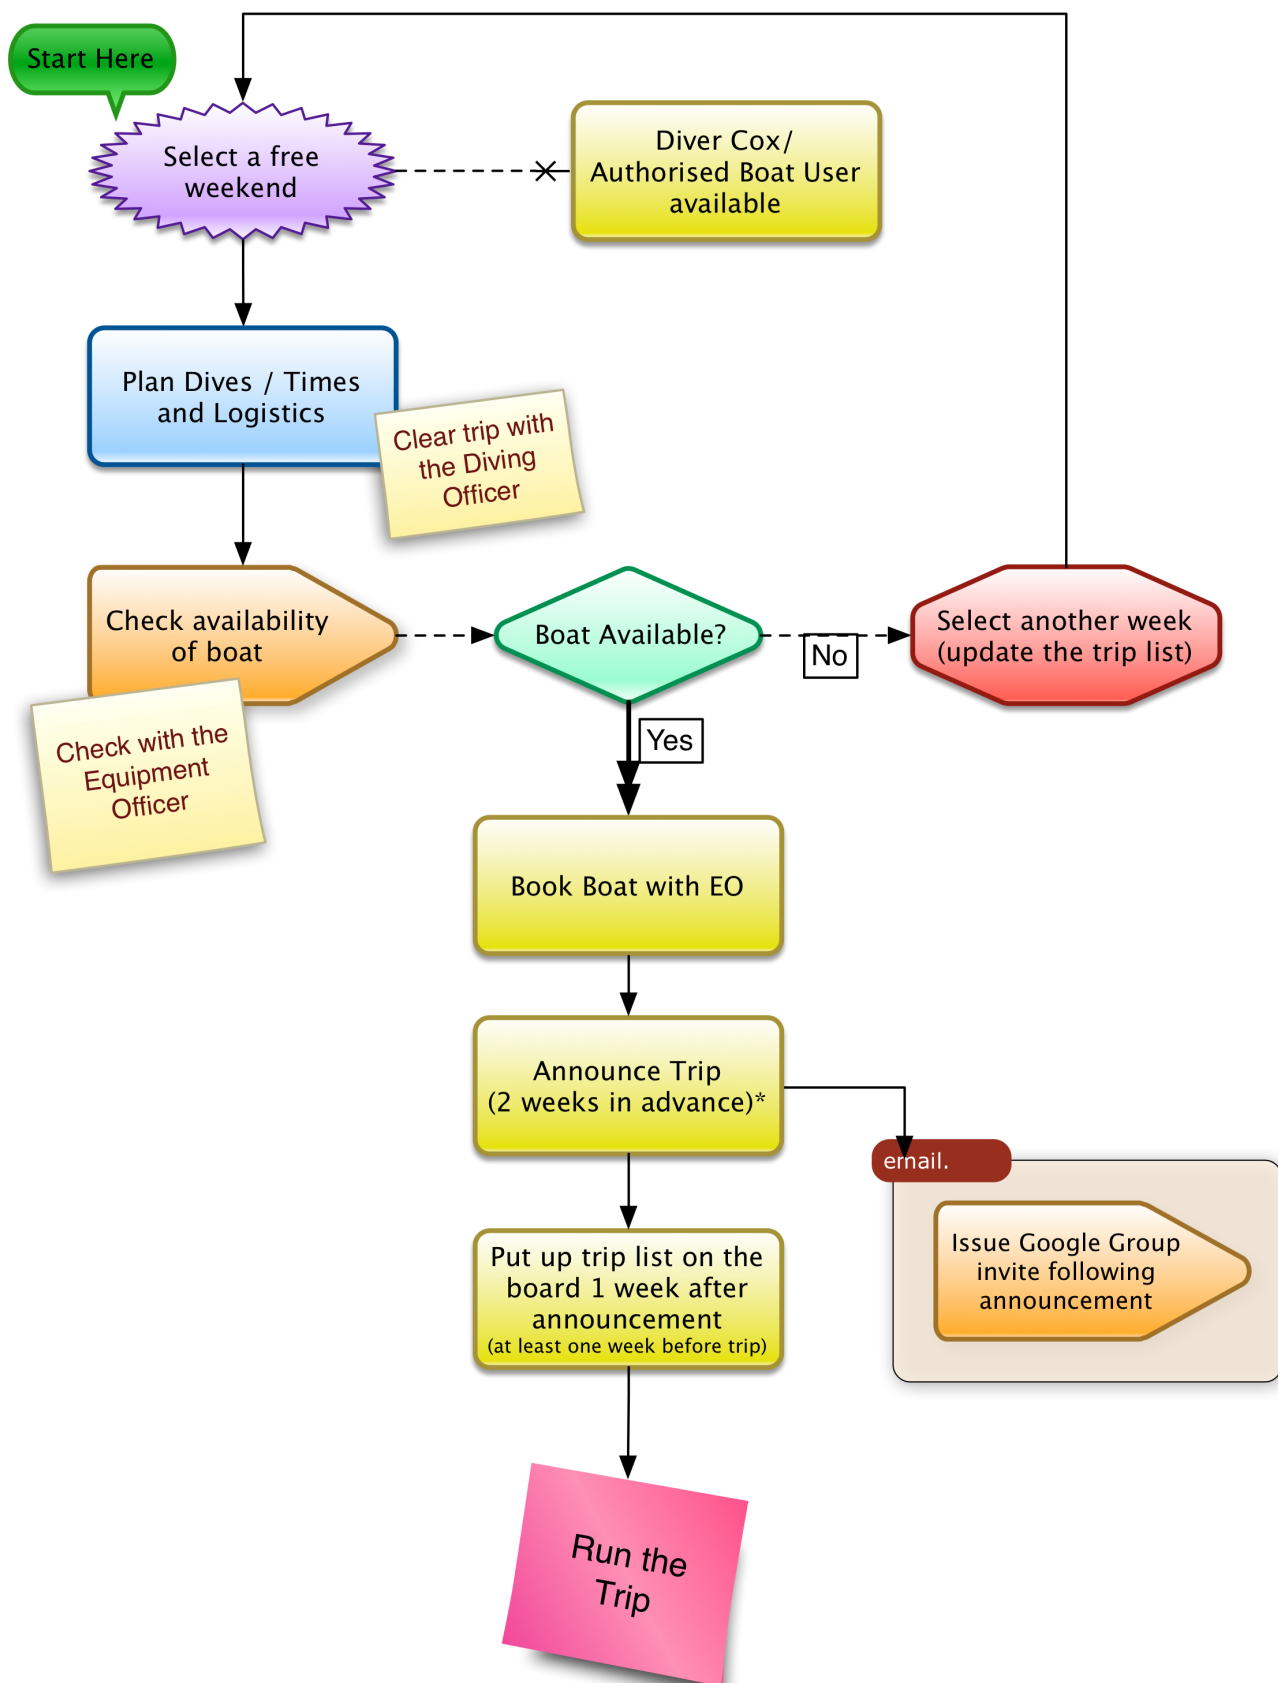 Start Here
Select a free
weekend
Diver Cox/
Authorised Boat User
available
Plan Dives / Times
and Logistics
Clear trip with
the Diving
Officer
Check availability
of boat
Check with the
Equipment
Officer
Boat Available?
No
Select another week
(update the trip list)
Yes
Book Boat with EO
Announce Trip
(2 weeks in advance)*
email.
Issue Google Group
invite following
announcement
Put up trip list on the
board 1 week after
announcement
(at least one week before trip)
Run the
Trip